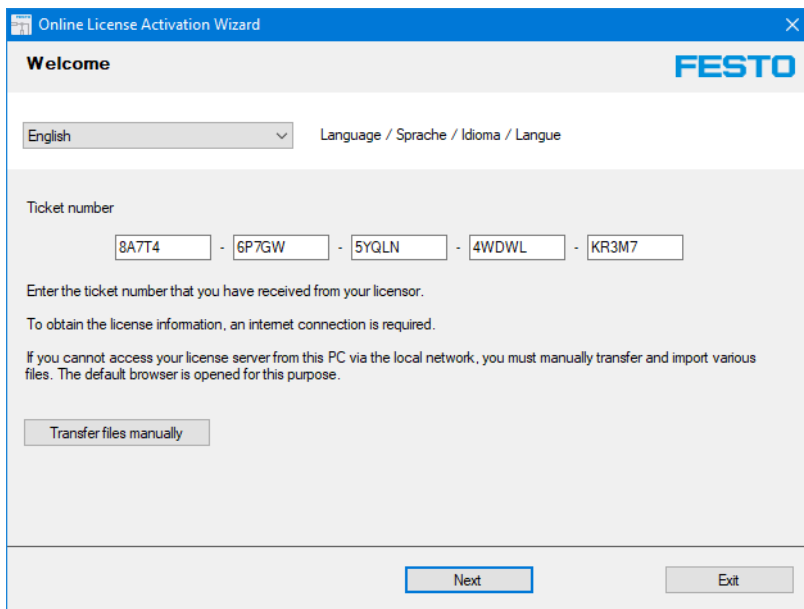 Online License Activation Wizard
Welcome
FESTO
English
Language / Sprache / Idioma / Langue
Ticket number
8A7T4 - 6P7GW - 5YQLN - 4WDWL - KR3M7
Enter the ticket number that you have received from your licensor.
To obtain the license information, an internet connection is required.
If you cannot access your license server from this PC via the local network, you must manually transfer and import various
files. The default browser is opened for this purpose.
Transfer files manually
Next
Exit